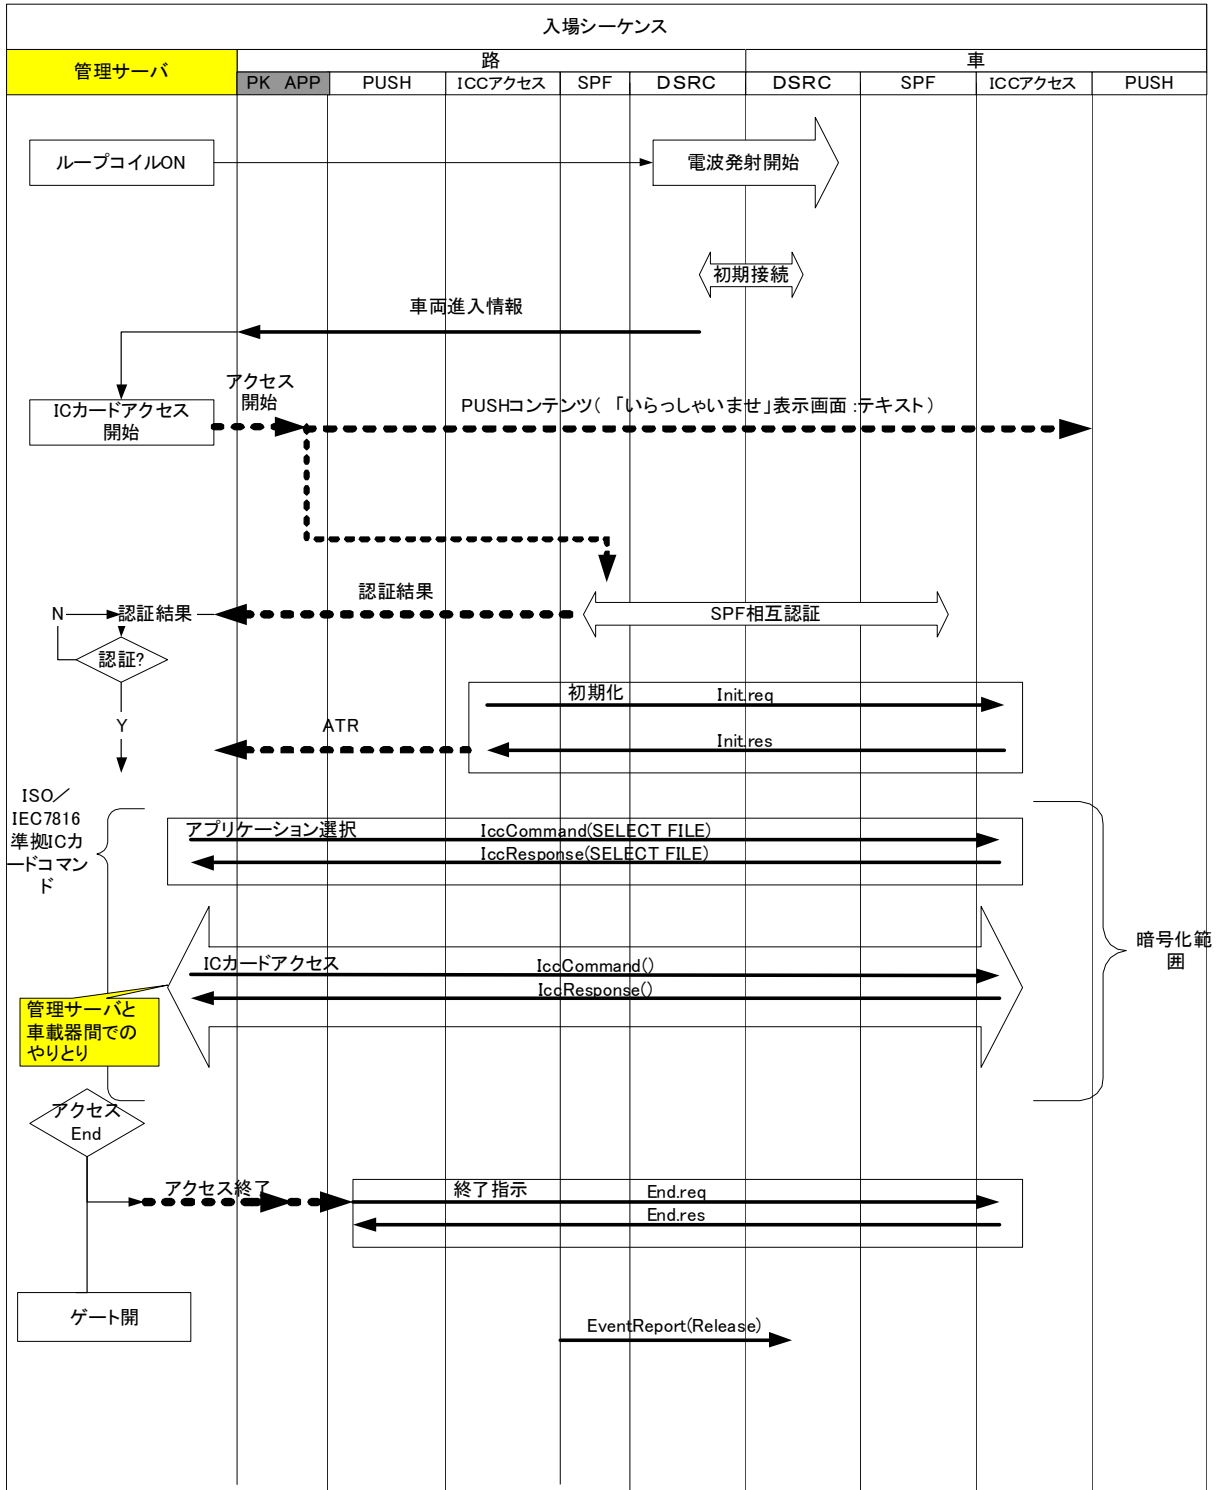 入場シーケンス
管理サーバ
路
車
PK APP
PUSH
ICCアクセス
SPF
DSRC
DSRC
SPF
ICCアクセス
PUSH
ループコイルON
電波発射開始
初期接続
車両進入情報
アクセス
開始
ICカードアクセス
開始
PUSHコンテンツ(「いらっしゃいませ」表示画面:テキスト)
認証結果
N
認証結果
SPF相互認証
認証?
初期化
Init.req
Y
ATR
Init.res
ISO/
IEC7816
準拠ICカ
ードコマン
ド
アプリケーション選択
IccCommand(SELECT FILE)
IccResponse(SELECT FILE)
暗号化範
囲
ICカードアクセス
IccCommand()
IccResponse()
管理サーバと
車載器間での
やりとり
アクセス
End
アクセス終了
終了指示
End.req
End.res
ゲート開
EventReport(Release)